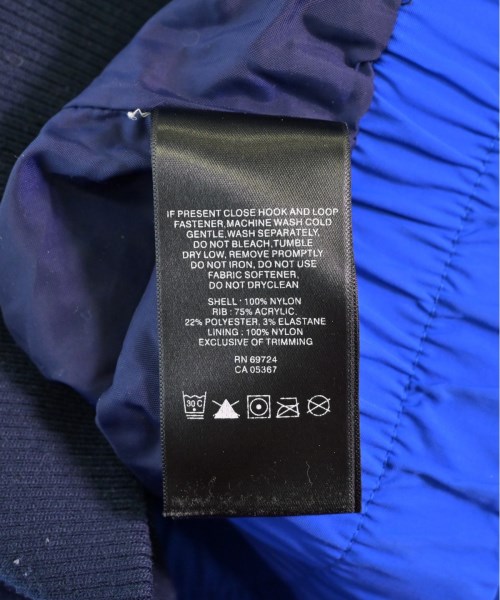 IF PRESENT CLOSE HOOK AND LOOP
FASTENER, MACHINE WASH COLD
GENTLE, WASH SEPARATELY,
DO NOT BLEACH, TUMBLE
DRY LOW, REMOVE PROMPTLY,
DO NOT IRON, DO NOT USE
FABRIC SOFTENER,
DO NOT DRYCLEAN
SHELL : 100% NYLON
RIB : 75% ACRYLIC,
22% POLYESTER, 3% ELASTANE
LINING : 100% NYLON
EXCLUSIVE OF TRIMMING
RN 69724
CA 05367
30 C